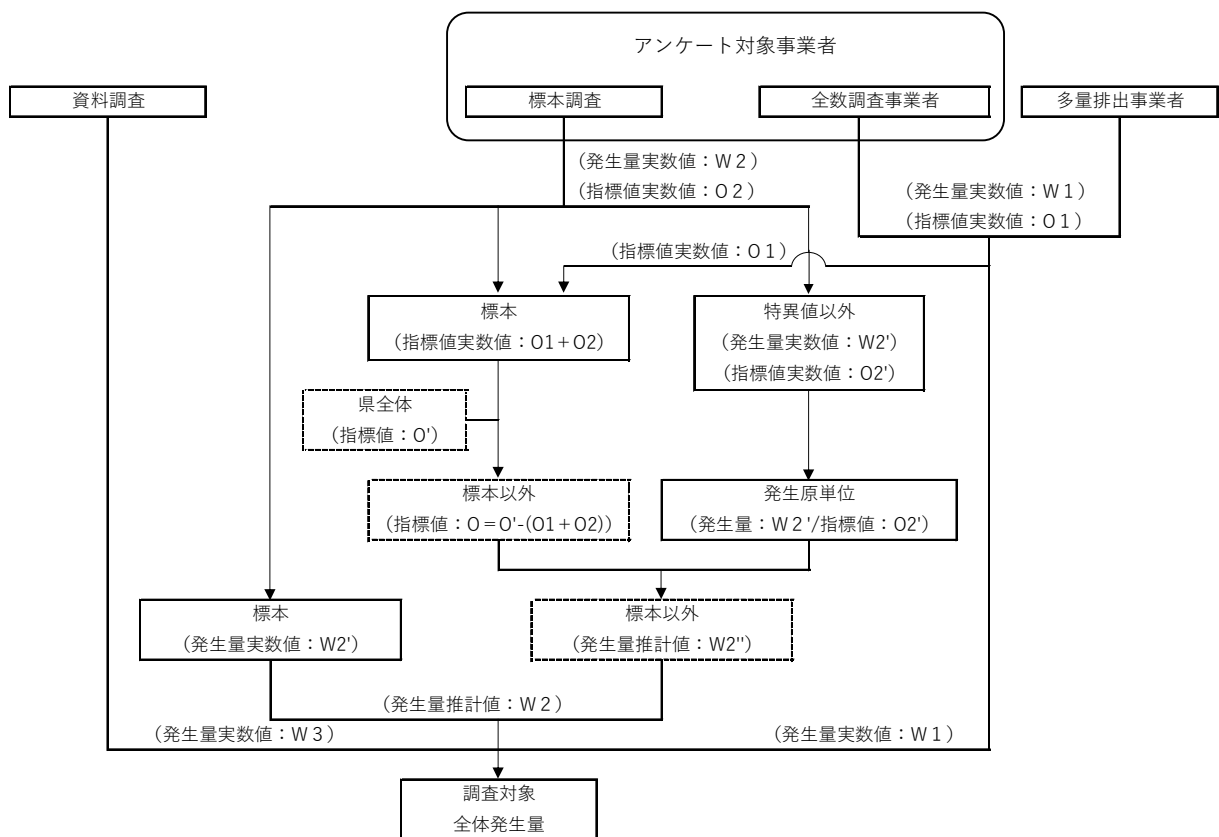 アンケート対象事業者
資料調査
標本調査
全数調査事業者
多量排出事業者
（発生量実数値：W２）
（指標値実数値：O２）
（発生量実数値：W１）
（指標値実数値：O１）
（指標値実数値：O１）
標本
（指標値実数値：O1＋O2）
特異値以外
（発生量実数値：W2'）
（指標値実数値：O2'）
県全体
（指標値：O'）
標本以外
（指標値：O＝O'-(O1＋O2)）
発生原単位
（発生量：W２'/指標値：O2'）
標本
（発生量実数値：W2'）
標本以外
（発生量推計値：W2''）
（発生量推計値：W２）
（発生量実数値：W３）
（発生量実数値：W１）
調査対象
全体発生量